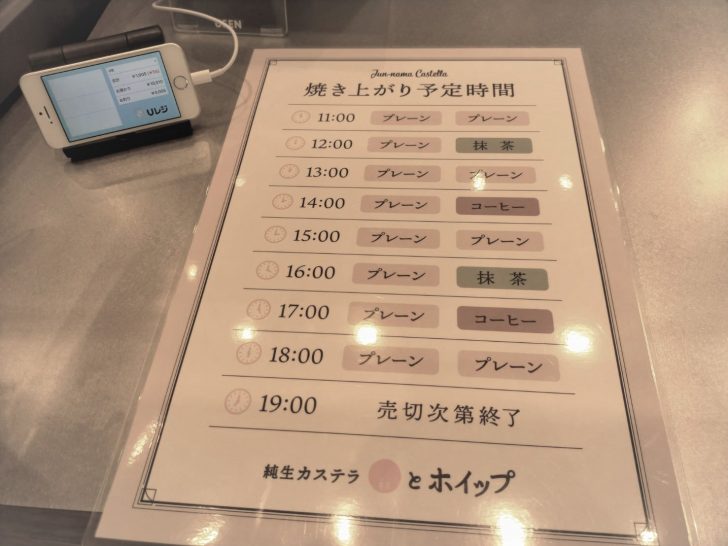 OPEN
Uレジ
Jun-nama Castella
焼き上がり予定時間
11:00 プレーン プレーン
12:00 プレーン 抹茶
13:00 プレーン プレーン
14:00 プレーン コーヒー
15:00 プレーン プレーン
16:00 プレーン 抹茶
17:00 プレーン コーヒー
18:00 プレーン プレーン
19:00 売切次第終了
純生カステラ と ホイップ